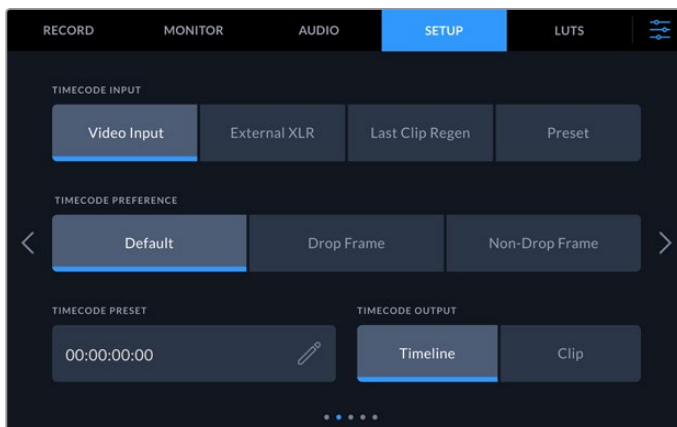 RECORD MONITOR AUDIO SETUP LUTS
TIMECODE INPUT
Video Input External XLR Last Clip Regen Preset
TIMECODE PREFERENCE
Default Drop Frame Non-Drop Frame
TIMECODE PRESET TIMECODE OUTPUT
00:00:00:00 Timeline Clip